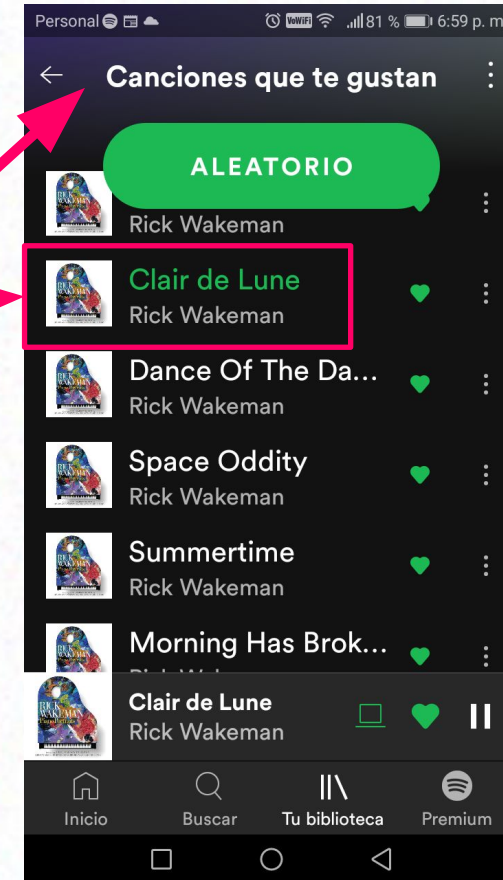 Personal VoWiFi 81 % 6:59 p. m
Canciones que te gustan
ALEATORIO
Rick Wakeman
Clair de Lune
Rick Wakeman
Dance Of The Da...
Rick Wakeman
Space Oddity
Rick Wakeman
Summertime
Rick Wakeman
Morning Has Brok...
Clair de Lune
Rick Wakeman
Inicio Buscar Tu biblioteca Premium